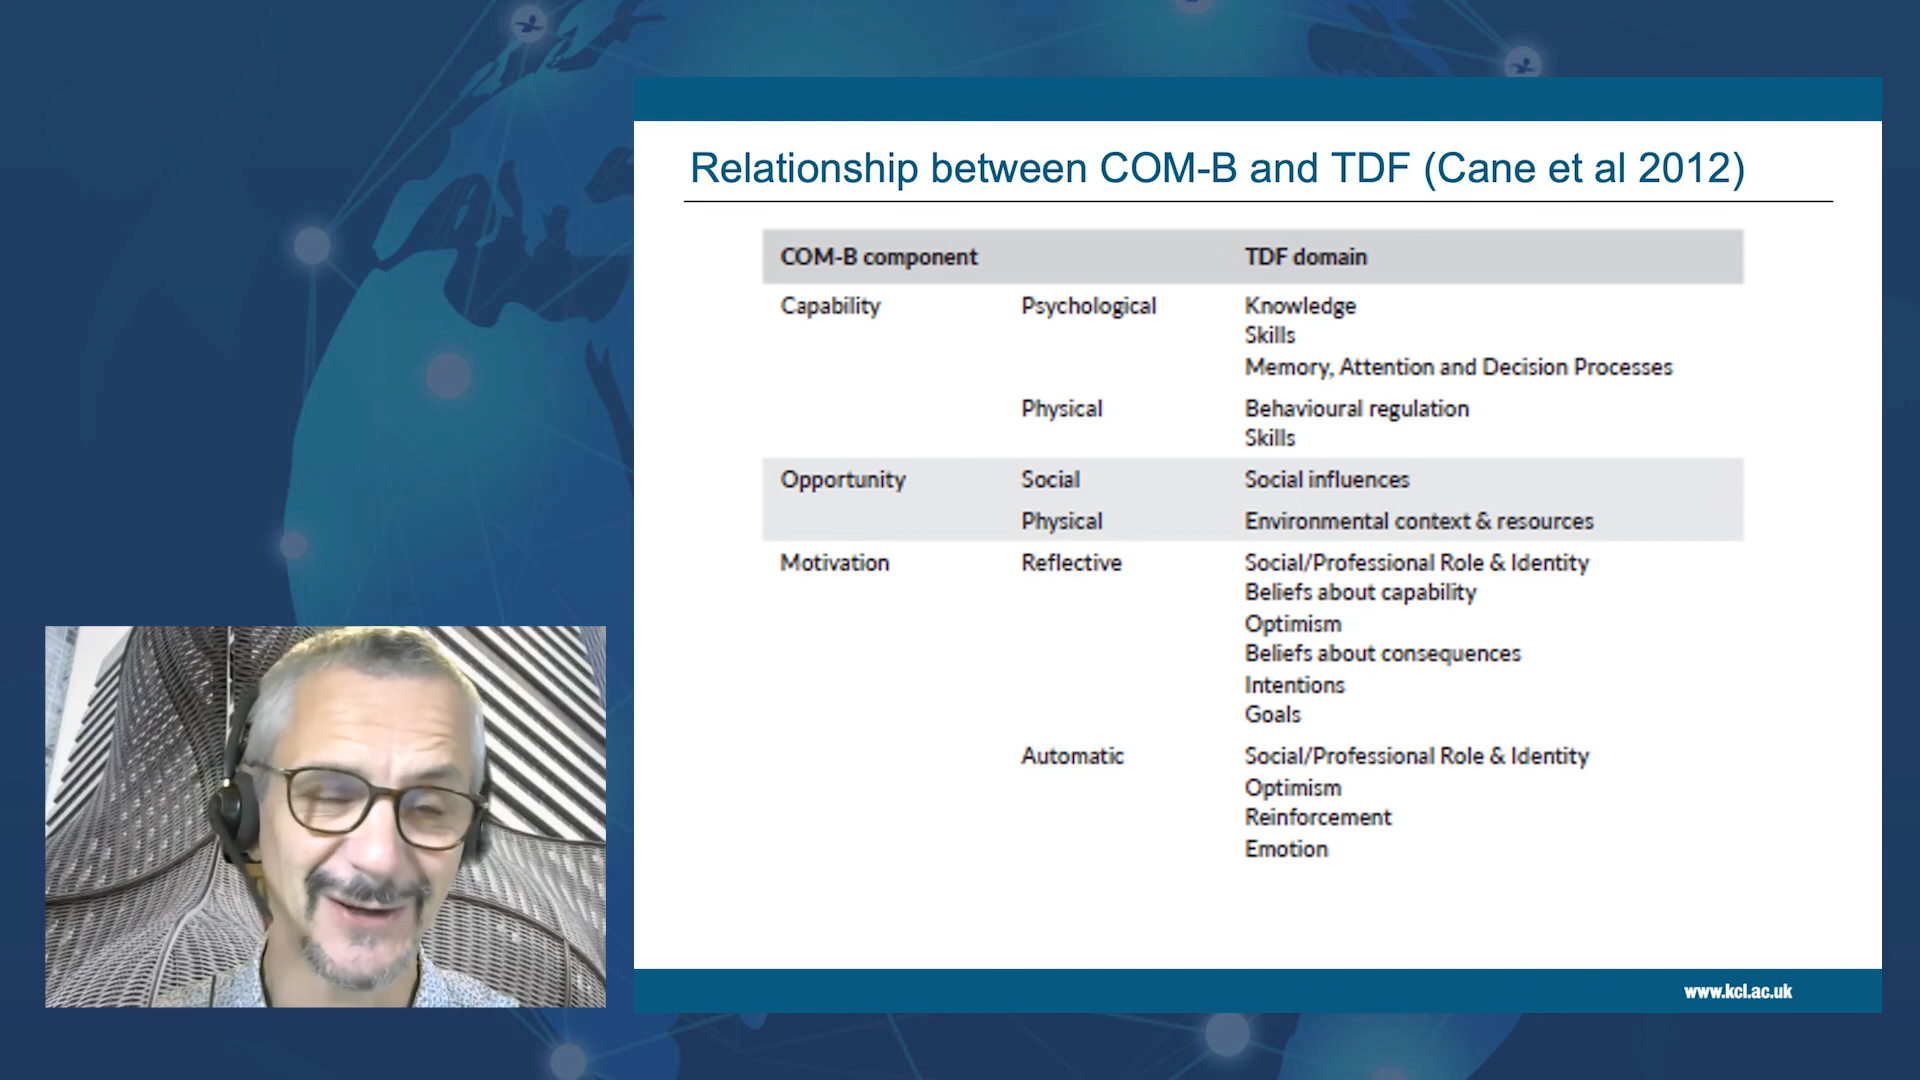 Relationship between COM-B and TDF (Cane et al 2012)
COM-B component TDF domain
Capability Psychological Knowledge
Skills
Memory, Attention and Decision Processes
Physical Behavioural regulation
Skills
Opportunity Social Social influences
Physical Environmental context & resources
Motivation Reflective Social/Professional Role & Identity
Beliefs about capability
Optimism
Beliefs about consequences
Intentions
Goals
Automatic Social/Professional Role & Identity
Optimism
Reinforcement
Emotion
www.kcl.ac.uk